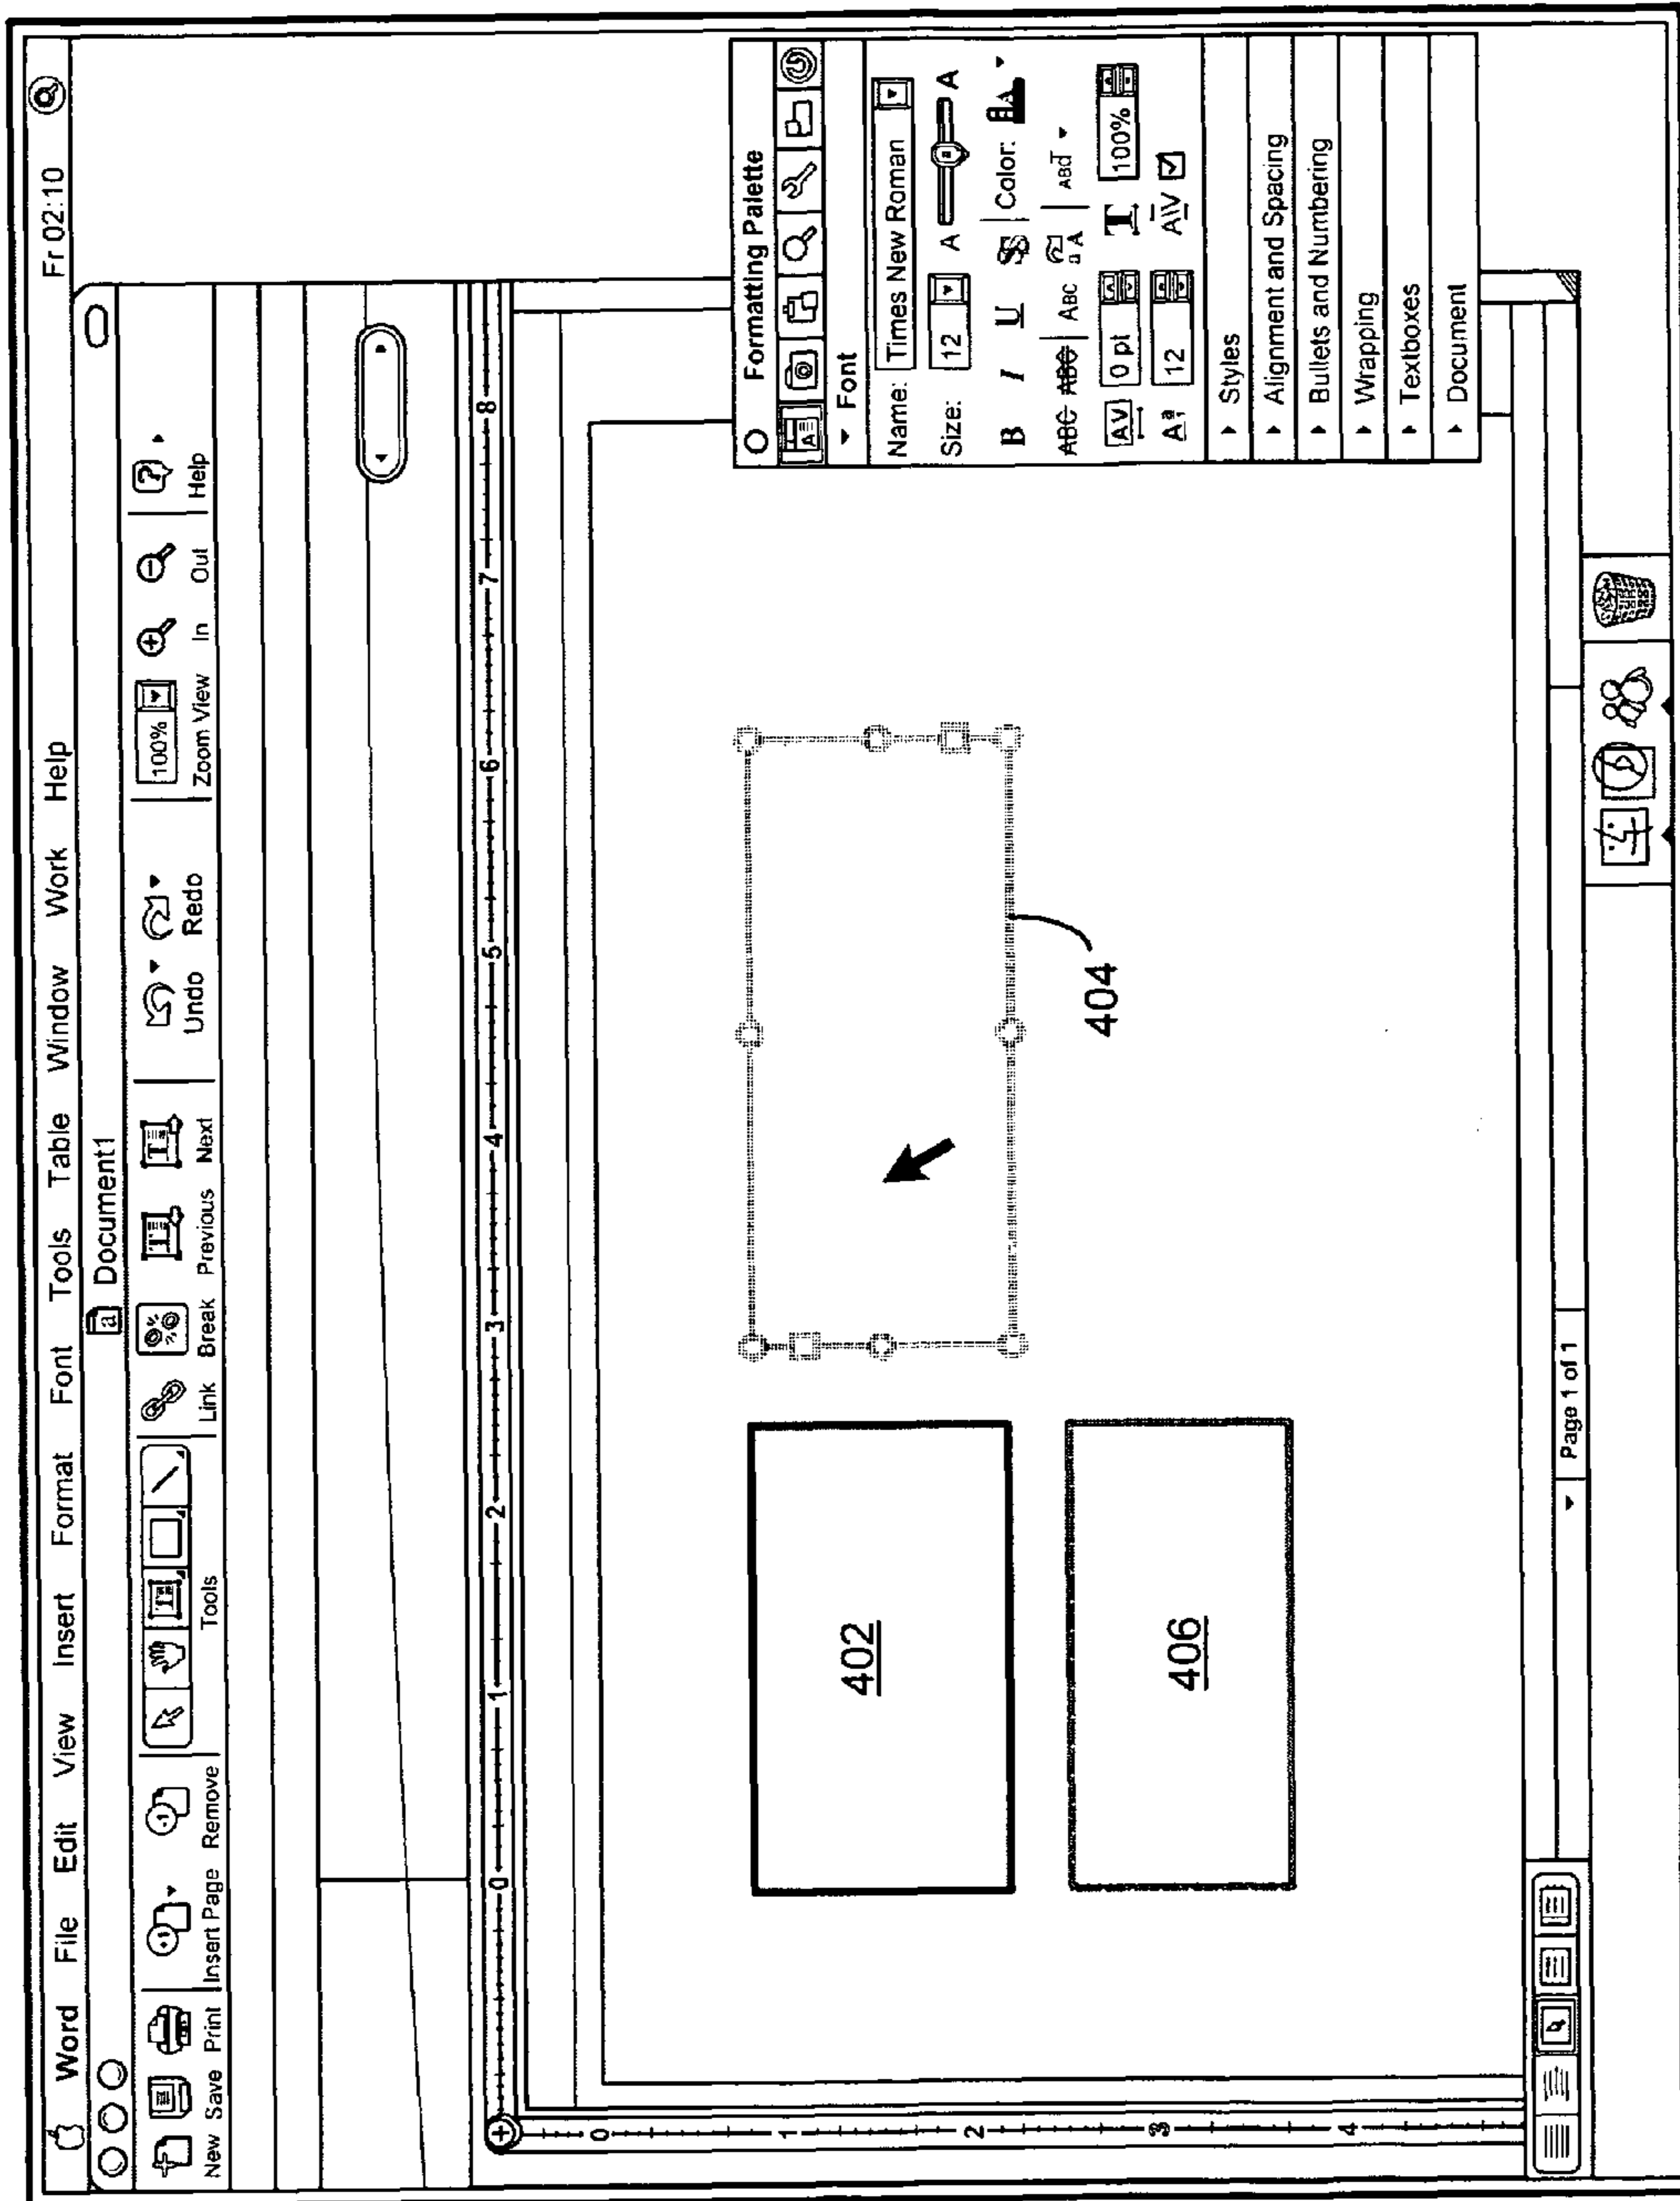 Word File Edit View Insert Format Font Tools Table Window Work Help Fr 02:10
Document1
100%
New Save Print Insert Page Remove Tools Link Break Previous Next Undo Redo Zoom View In Out Help
0 1 2 3 4 5 6 7 8
Formatting Palette
Font
Name: Times New Roman
Size: 12 A A
B I U S Color: A
ABC ABC ABC aA ABC
AV 0 pt T 100%
12 AV
Styles
Alignment and Spacing
Bullets and Numbering
Wrapping
Textboxes
Document
0
1
2
3
4
402
404
406
Page 1 of 1